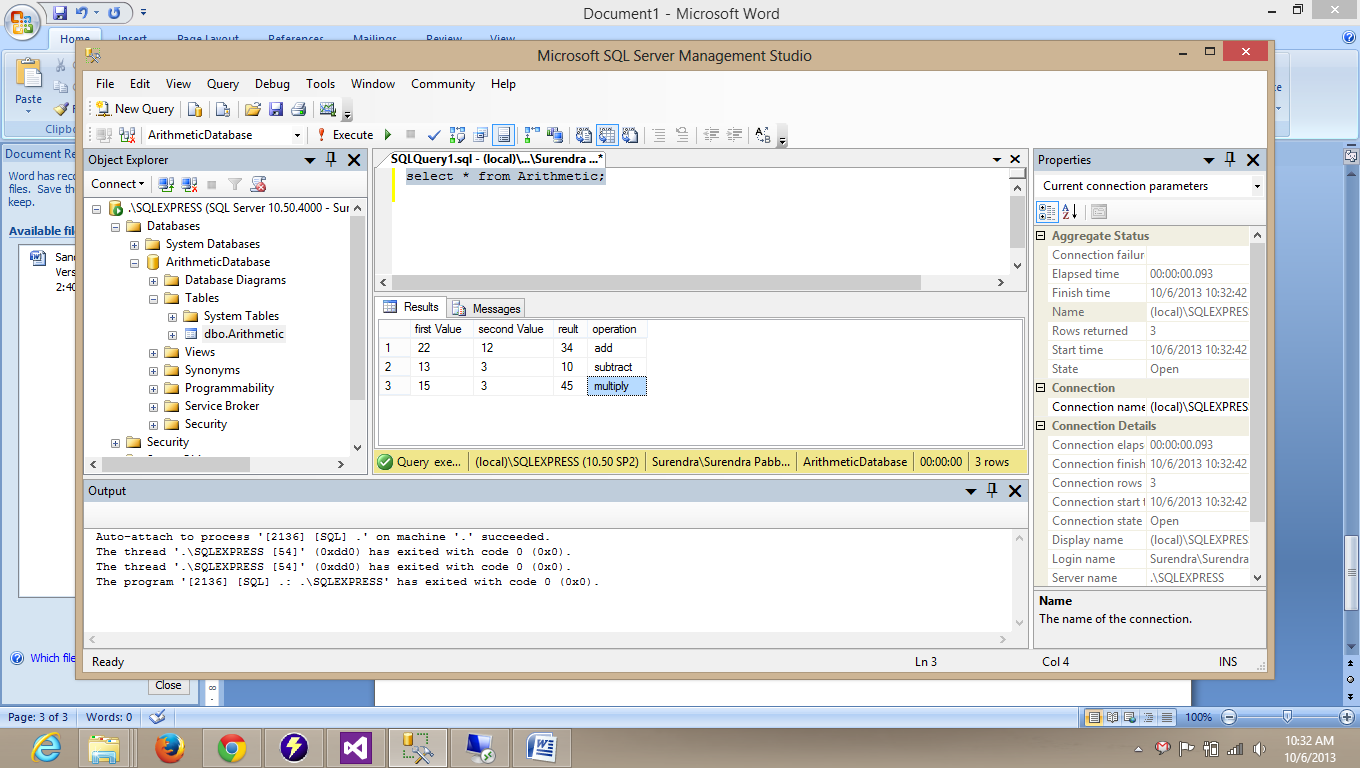 Document1 - Microsoft Word
Home Insert Page Layout References Mailings Review View
Paste
Document Re
Word has reco
files. Save the
keep.
Available file
San
Vers
2:40
Which file
Close
Page: 3 of 3 Words: 0
100%
Microsoft SQL Server Management Studio
File Edit View Query Debug Tools Window Community Help
New Query
ArithmeticDatabase Execute
Object Explorer
Connect
.\SQLEXPRESS (SQL Server 10.50.4000 - Sur
Databases
System Databases
ArithmeticDatabase
Database Diagrams
Tables
System Tables
dbo.Arithmetic
Views
Synonyms
Programmability
Service Broker
Security
Security
SQLQuery1.sql - (local)\...\Surendra ...*
select * from Arithmetic;
Results Messages
first Value second Value reult operation
1 22 12 34 add
2 13 3 10 subtract
3 15 3 45 multiply
Query exe... (local)\SQLEXPRESS (10.50 SP2) Surendra\Surendra Pabb... ArithmeticDatabase 00:00:00 3 rows
Properties
Current connection parameters
Aggregate Status
Connection failur
Elapsed time 00:00:00.093
Finish time 10/6/2013 10:32:42
Name (local)\SQLEXPRESS
Rows returned 3
Start time 10/6/2013 10:32:42
State Open
Connection
Connection name (local)\SQLEXPRESS
Connection Details
Connection elaps 00:00:00.093
Connection finish 10/6/2013 10:32:42
Connection rows 3
Connection start t 10/6/2013 10:32:42
Connection state Open
Display name (local)\SQLEXPRESS
Login name Surendra\Surendra
Server name .\SQLEXPRESS
Name
The name of the connection.
Output
Auto-attach to process '[2136] [SQL] .' on machine '.' succeeded.
The thread '.\SQLEXPRESS [54]' (0xdd0) has exited with code 0 (0x0).
The thread '.\SQLEXPRESS [54]' (0xdd0) has exited with code 0 (0x0).
The program '[2136] [SQL] .: .\SQLEXPRESS' has exited with code 0 (0x0).
Ready Ln 3 Col 4 INS
10:32 AM
10/6/2013